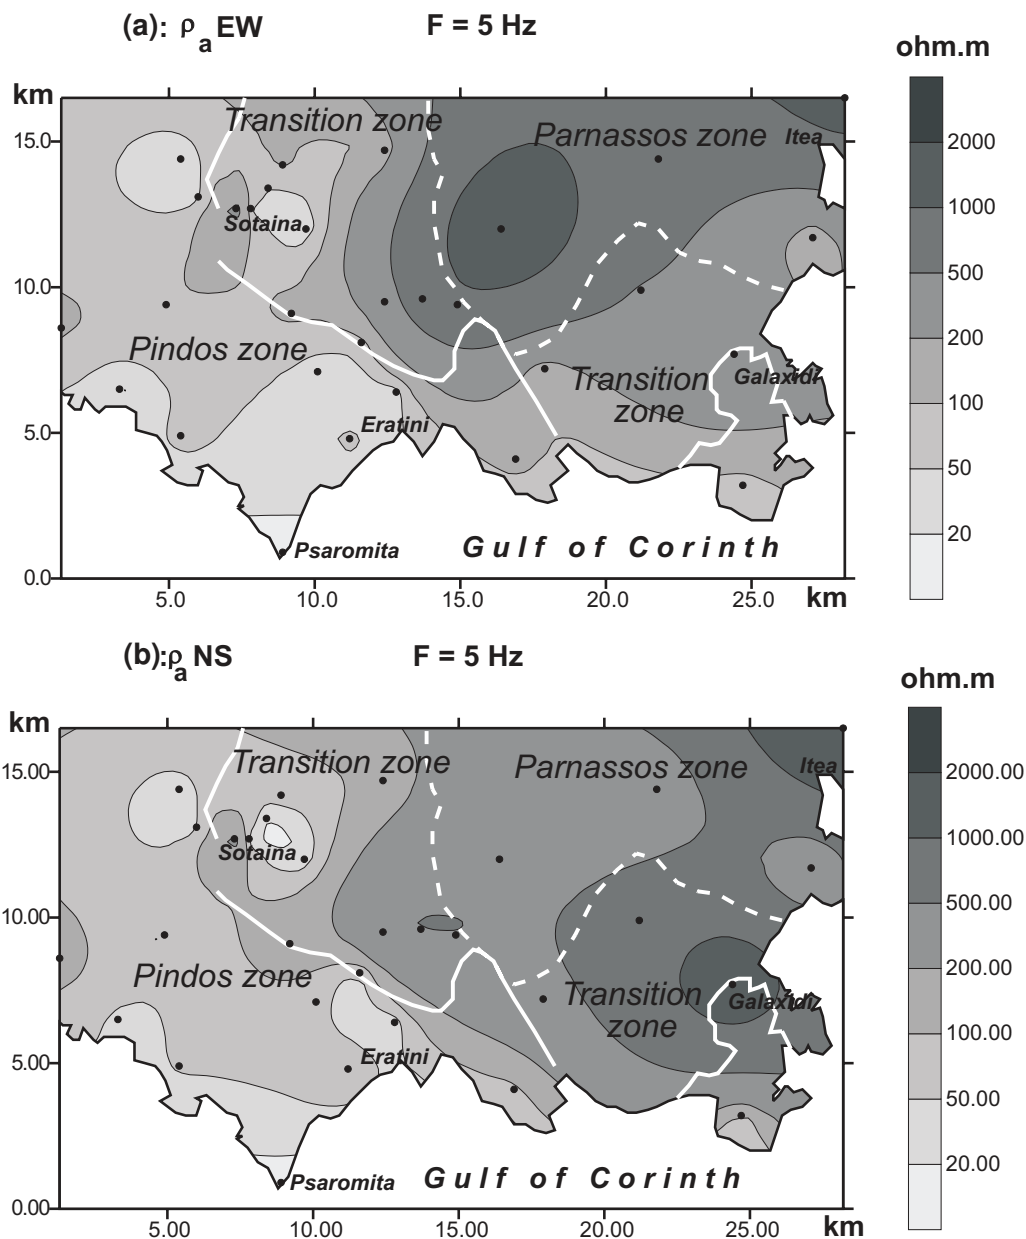 (a): ρa EW F = 5 Hz
ohm.m
km
Transition zone
Parnassos zone
Itea
15.0
2000
1000
Sotaina
10.0
500
200
Pindos zone
Transition
zone
Galaxidi
100
Eratini
5.0
50
20
Psaromita
Gulf of Corinth
0.0
5.0 10.0 15.0 20.0 25.0 km
(b):ρa NS F = 5 Hz
ohm.m
km
Transition zone
Parnassos zone
Itea
15.00
2000.00
1000.00
Sotaina
10.00
500.00
200.00
Pindos zone
Transition
zone
Galaxidi
100.00
Eratini
5.00
50.00
20.00
Psaromita
Gulf of Corinth
0.00
5.00 10.00 15.00 20.00 25.00 km